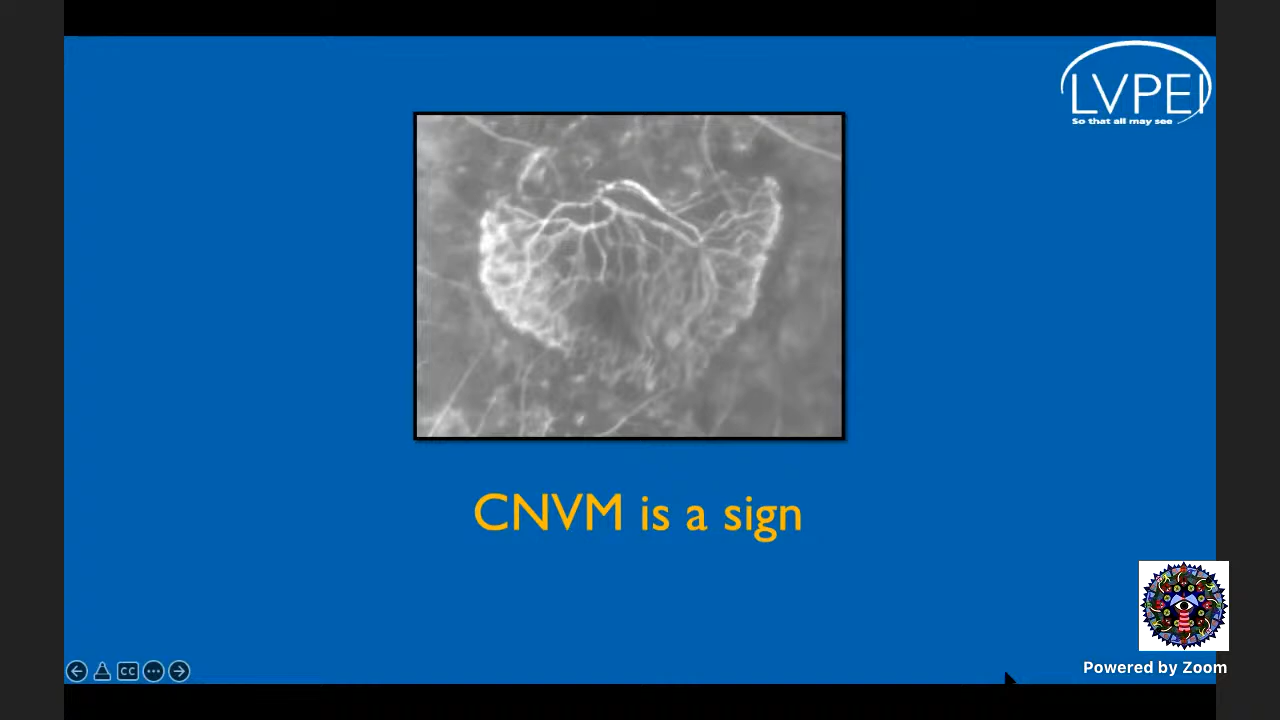 LVPEI
So that all may see
CNVM is a sign
CC
Powered by Zoom